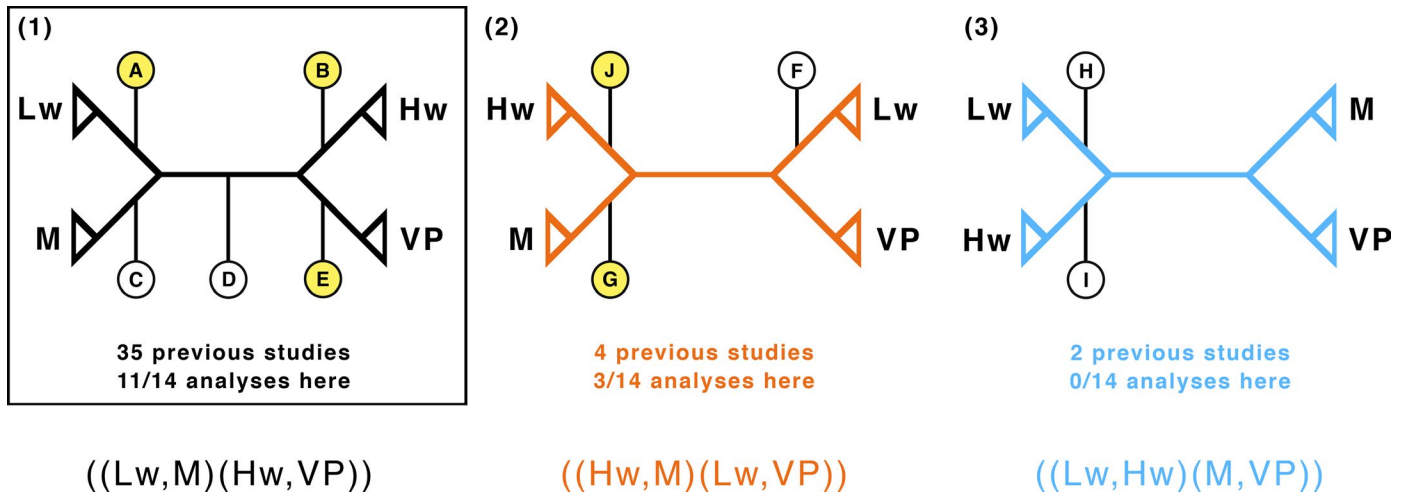 (1)
A
B
Lw
Hw
M
VP
C
D
E
35 previous studies
11/14 analyses here
((Lw,M)(Hw,VP))
(2)
J
F
Hw
Lw
M
VP
G
4 previous studies
3/14 analyses here
((Hw,M)(Lw,VP))
(3)
H
Lw
M
Hw
VP
I
2 previous studies
0/14 analyses here
((Lw,Hw)(M,VP))